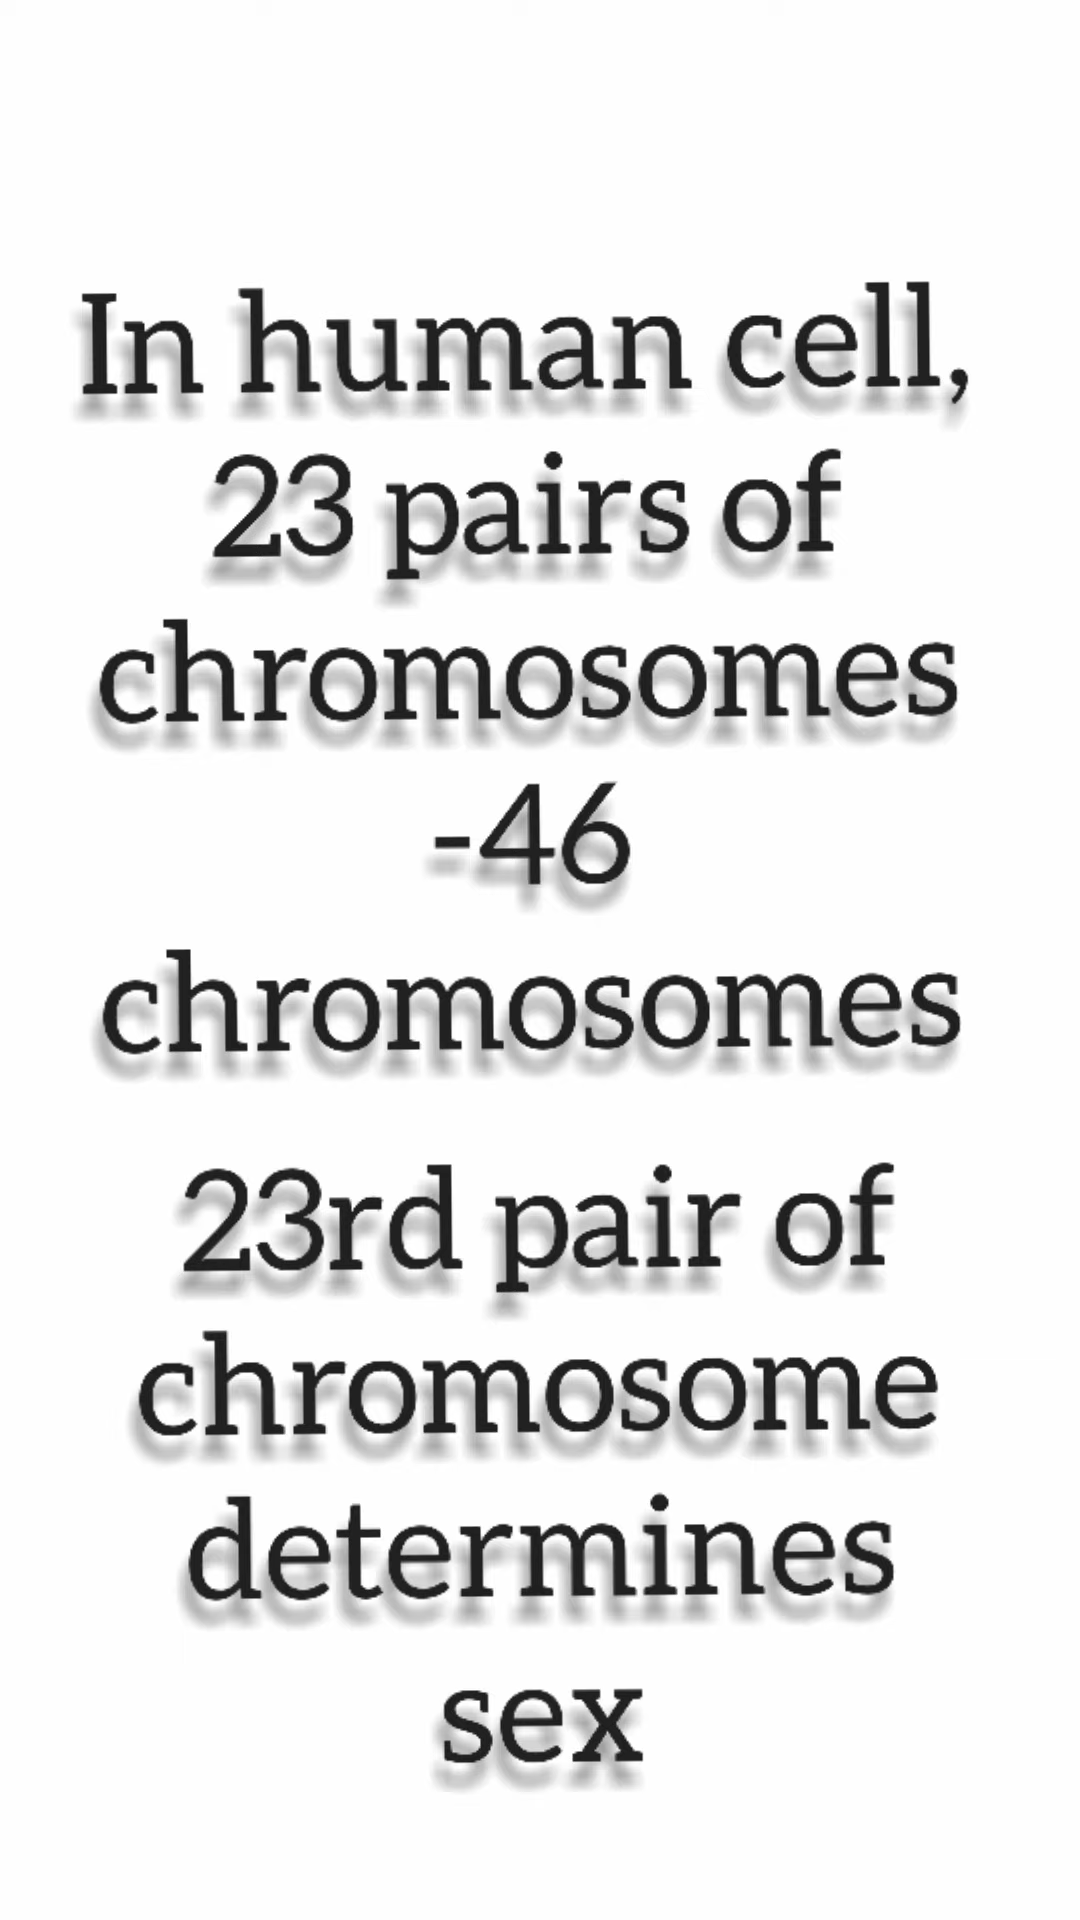 In human cell,
23 pairs of
chromosomes
-46
chromosomes
23rd pair of
chromosome
determines
sex